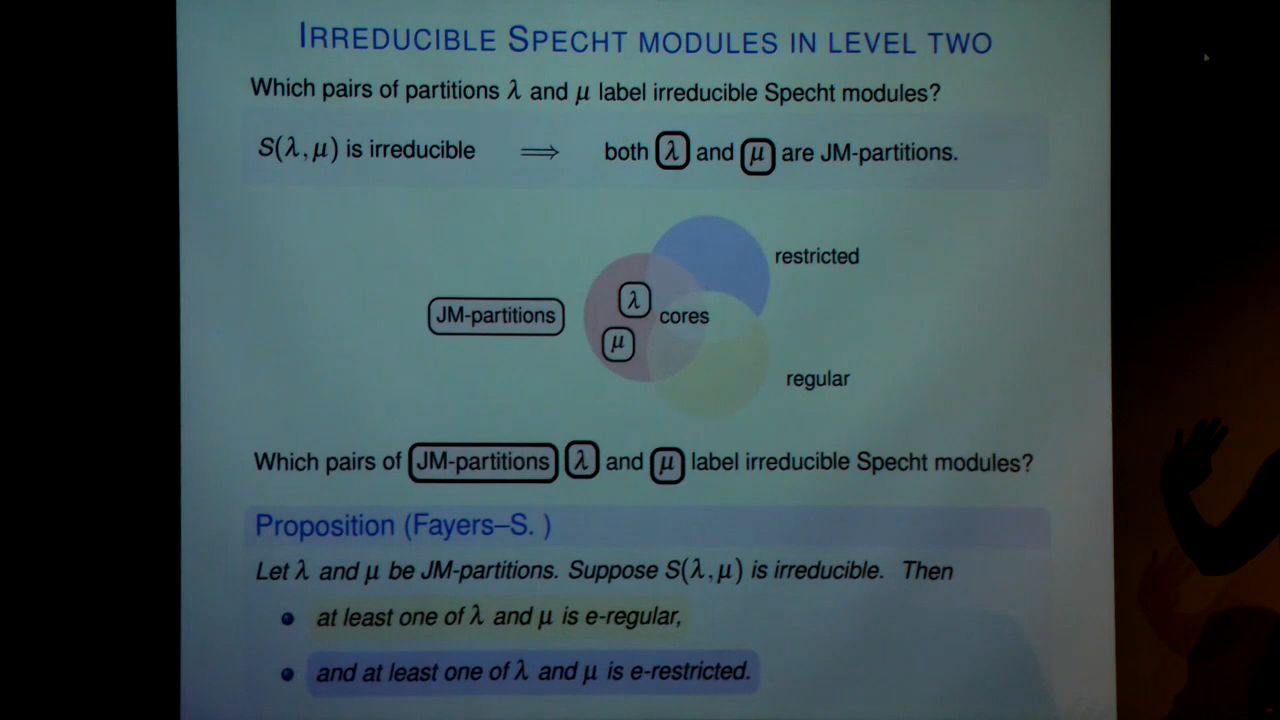 IRREDUCIBLE SPECHT MODULES IN LEVEL TWO
Which pairs of partitions λ and μ label irreducible Specht modules?
S(λ, μ) is irreducible ⟹ both λ and μ are JM-partitions.
restricted
λ
JM-partitions
cores
μ
regular
Which pairs of JM-partitions λ and μ label irreducible Specht modules?
Proposition (Fayers–S. )
Let λ and μ be JM-partitions. Suppose S(λ, μ) is irreducible. Then
at least one of λ and μ is e-regular,
and at least one of λ and μ is e-restricted.